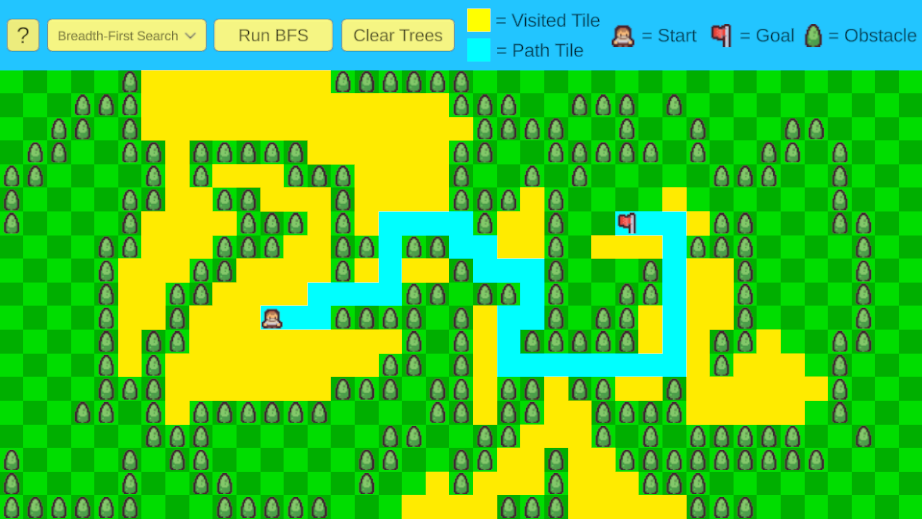 ?
Breadth-First Search
Run BFS
Clear Trees
= Visited Tile
= Path Tile
= Start
= Goal
= Obstacle